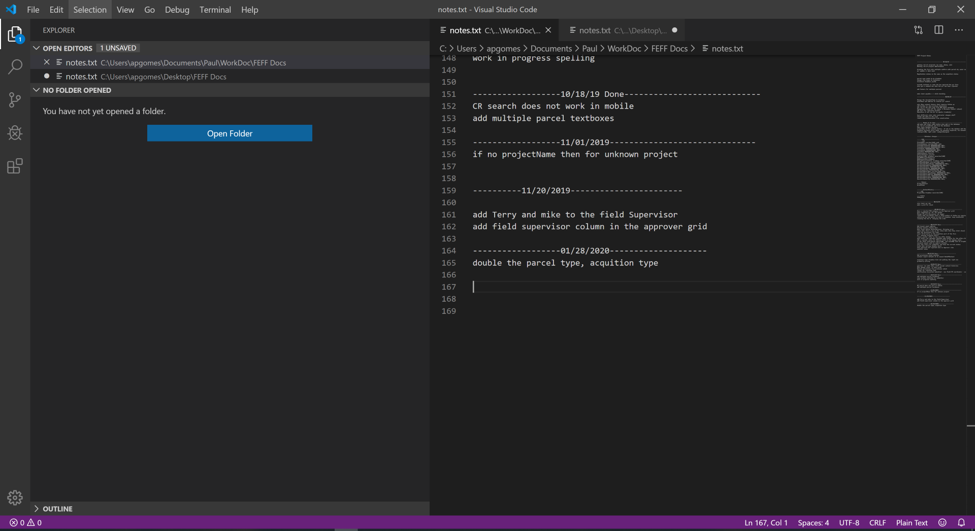 File Edit Selection View Go Debug Terminal Help
notes.txt - Visual Studio Code
1
EXPLORER
OPEN EDITORS 1 UNSAVED
notes.txt C:\Users\apgomes\Documents\Paul\WorkDoc\FEFF Docs
notes.txt C:\Users\apgomes\Desktop\FEFF Docs
NO FOLDER OPENED
You have not yet opened a folder.
Open Folder
OUTLINE
notes.txt C:\...\WorkDoc\...
notes.txt C:\...\Desktop\...
C: > Users > apgomes > Documents > Paul > WorkDoc > FEFF Docs > notes.txt
148 work in progress spelling
149
150
151 ------------------10/18/19 Done----------------------------
152 CR search does not work in mobile
153 add multiple parcel textboxes
154
155 ------------------11/01/2019------------------------------
156 if no projectName then for unknown project
157
158
159 ----------11/20/2019-----------------------
160
161 add Terry and mike to the field Supervisor
162 add field supervisor column in the approver grid
163
164 ------------------01/28/2020--------------------
165 double the parcel type, acquition type
166
167
168
169
0 0
Ln 167, Col 1 Spaces: 4 UTF-8 CRLF Plain Text